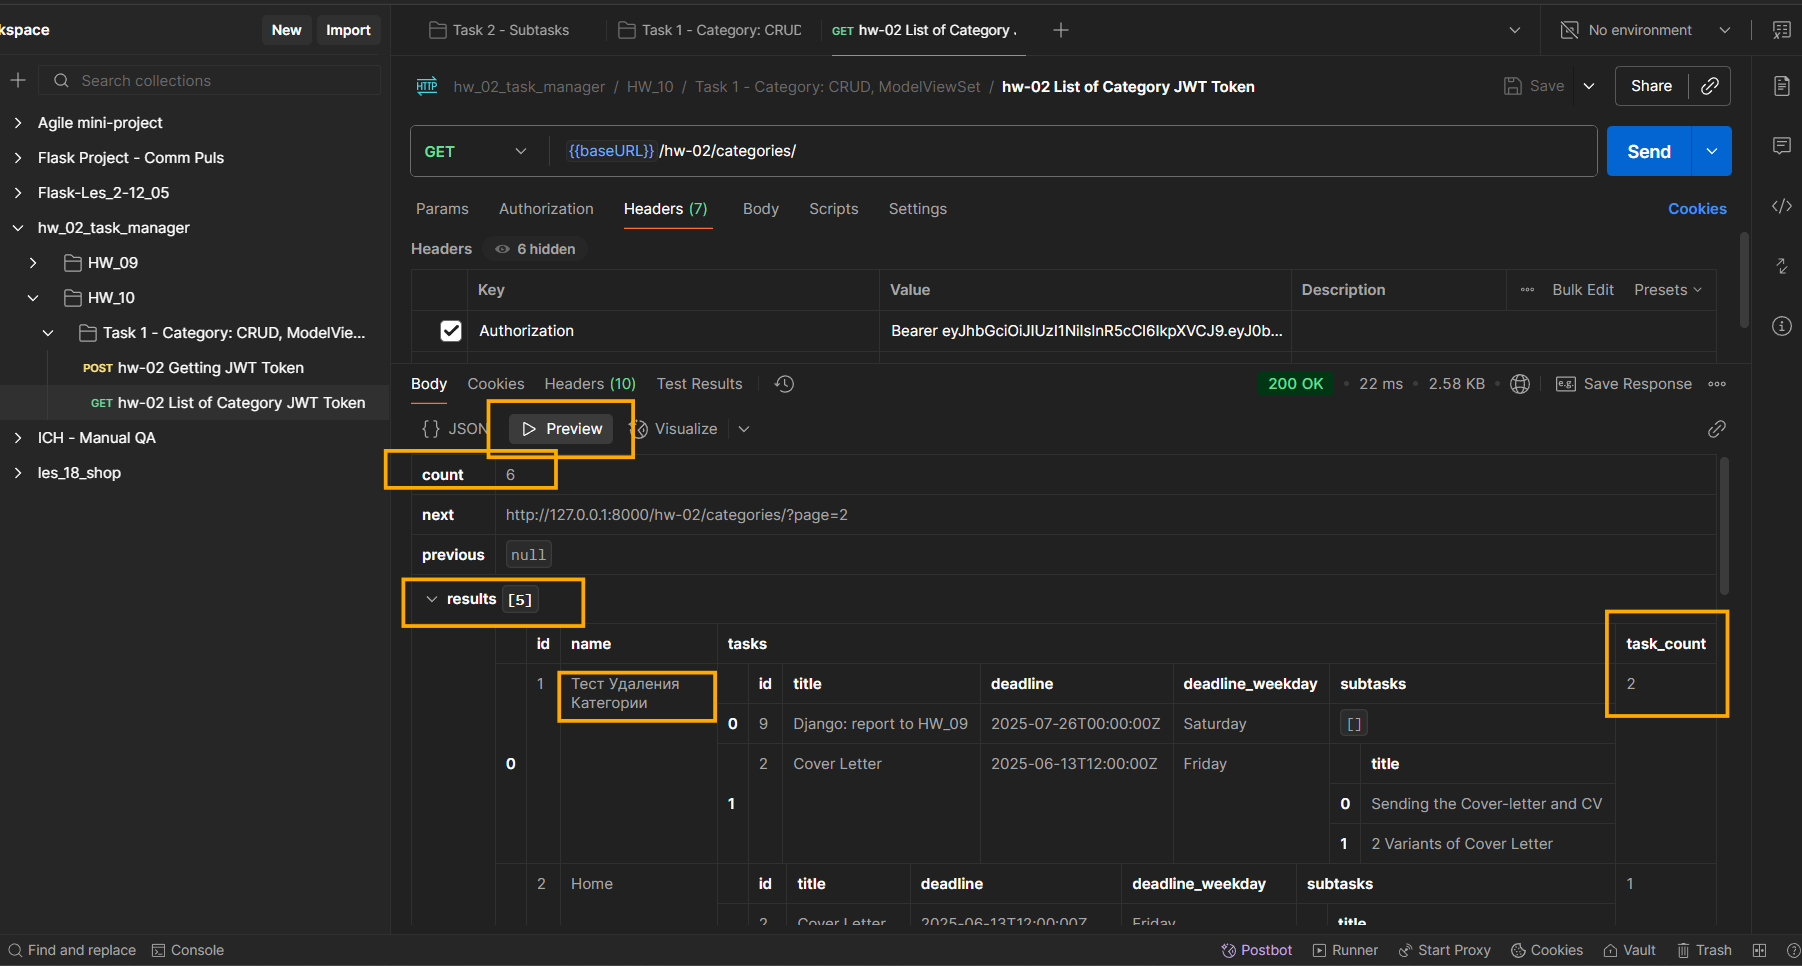 kspace
New
Import
Task 2 - Subtasks
Task 1 - Category: CRUD
GET hw-02 List of Category .
No environment
Search collections
HTTP hw_02_task_manager / HW_10 / Task 1 - Category: CRUD, ModelViewSet / hw-02 List of Category JWT Token
Save
Share
Agile mini-project
Flask Project - Comm Puls
Flask-Les_2-12_05
hw_02_task_manager
HW_09
HW_10
Task 1 - Category: CRUD, ModelVie...
POST hw-02 Getting JWT Token
GET hw-02 List of Category JWT Token
ICH - Manual QA
les_18_shop
GET
{{baseURL}} /hw-02/categories/
Send
Params
Authorization
Headers (7)
Body
Scripts
Settings
Cookies
Headers
6 hidden
Key
Value
Description
Bulk Edit
Presets
Authorization
Bearer eyJhbGciOiJIUzI1NiIsInR5cCI6IkpXVCJ9.eyJ0b...
Body
Cookies
Headers (10)
Test Results
200 OK
22 ms
2.58 KB
e.g.
Save Response
{} JSON
Preview
Visualize
count 6
next http://127.0.0.1:8000/hw-02/categories/?page=2
previous null
results [5]
id name tasks task_count
1 Тест Удаления
Категории
id title deadline deadline_weekday subtasks
2
0 9 Django: report to HW_09 2025-07-26T00:00:00Z Saturday []
0
2 Cover Letter 2025-06-13T12:00:00Z Friday
title
1
0 Sending the Cover-letter and CV
1 2 Variants of Cover Letter
2 Home
id title deadline deadline_weekday subtasks
1
2 Cover Letter 2025-06-13T12:00:00Z Friday
title
Find and replace
Console
Postbot
Runner
Start Proxy
Cookies
Vault
Trash